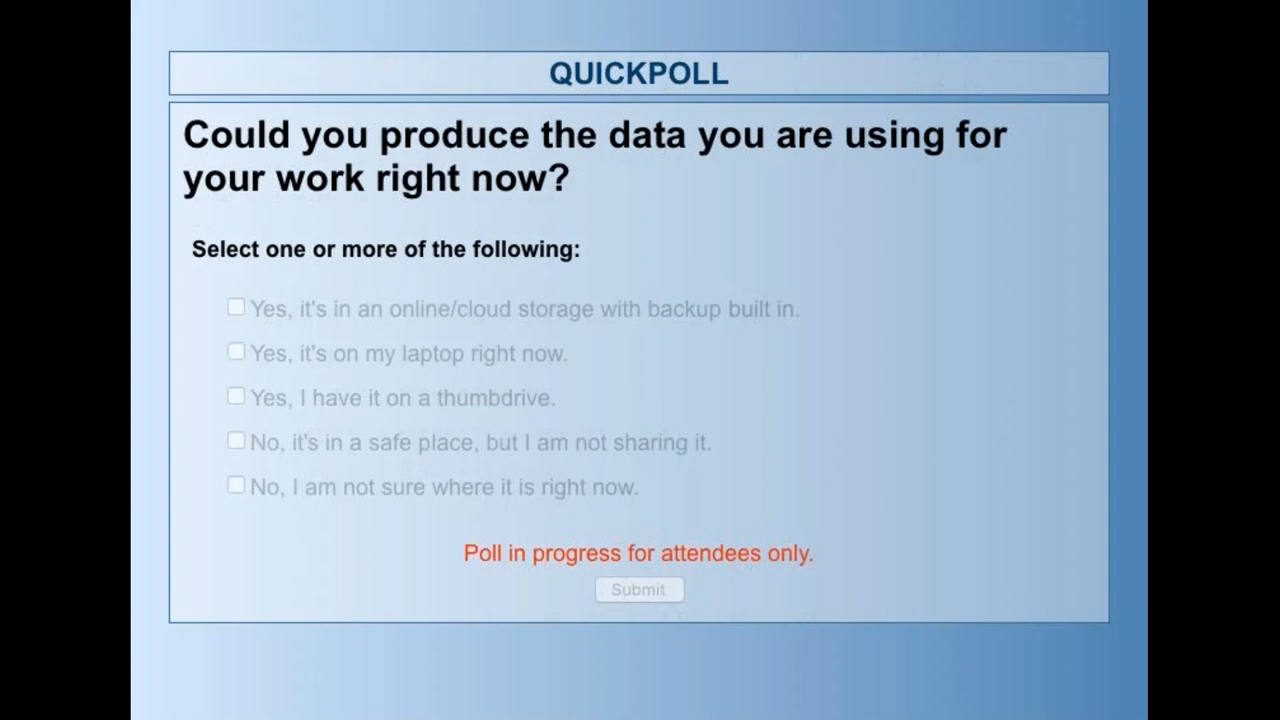 QUICKPOLL
Could you produce the data you are using for
your work right now?
Select one or more of the following:
Yes, it's in an online/cloud storage with backup built in.
Yes, it's on my laptop right now.
Yes, I have it on a thumbdrive.
No, it's in a safe place, but I am not sharing it.
No, I am not sure where it is right now.
Poll in progress for attendees only.
Submit